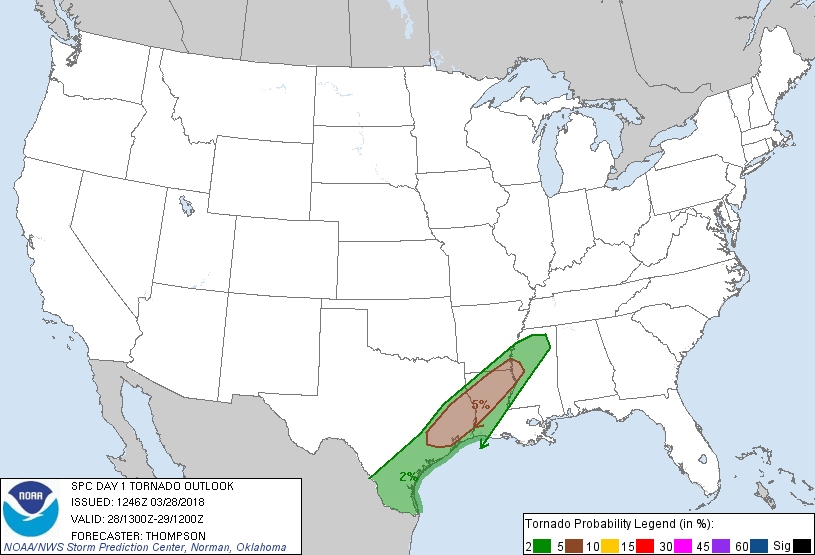 5%
2%
NOAA
SPC DAY 1 TORNADO OUTLOOK
ISSUED: 1246Z 03/28/2018
VALID: 28/1300Z-29/1200Z
FORECASTER: THOMPSON
NOAA/NWS Storm Prediction Center, Norman, Oklahoma
Tornado Probability Legend (in %):
2 5 10 15 30 45 60 Sig